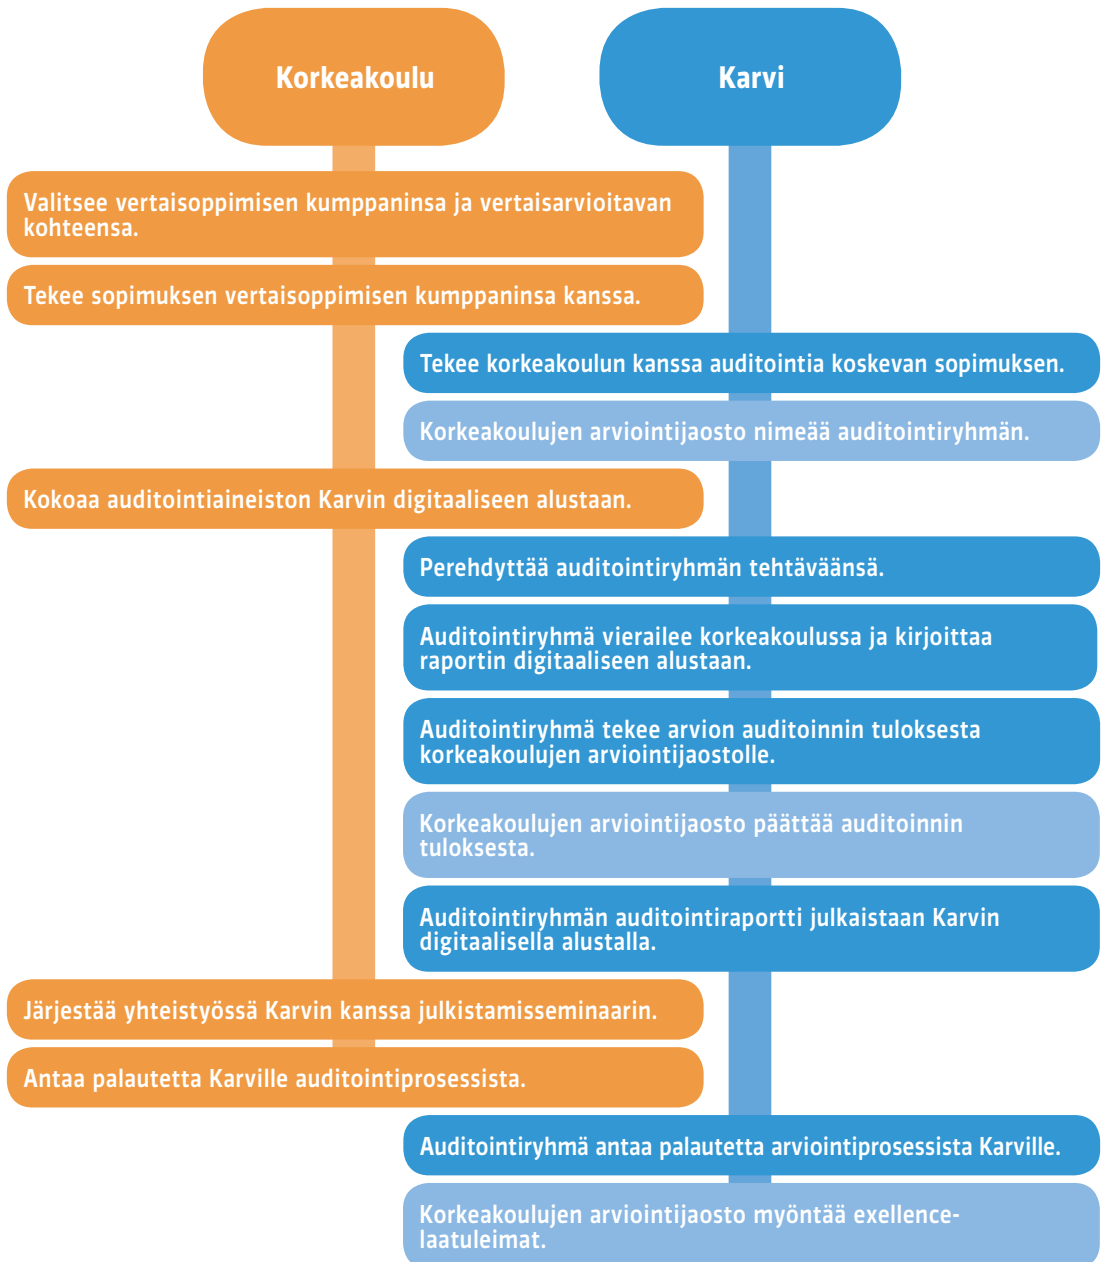 Korkeakoulu
Karvi
Valitsee vertaisoppimisen kumppaninsa ja vertaisarvioitavan
kohteensa.
Tekee sopimuksen vertaisoppimisen kumppaninsa kanssa.
Tekee korkeakoulun kanssa auditointia koskevan sopimuksen.
Korkeakoulujen arviointijaosto nimeää auditointiryhmän.
Kokoaa auditointiaineiston Karvin digitaaliseen alustaan.
Perehdyttää auditointiryhmän tehtäväänsä.
Auditointiryhmä vierailee korkeakoulussa ja kirjoittaa
raportin digitaaliseen alustaan.
Auditointiryhmä tekee arvion auditoinnin tuloksesta
korkeakoulujen arviointijaostolle.
Korkeakoulujen arviointijaosto päättää auditoinnin
tuloksesta.
Auditointiryhmän auditointiraportti julkaistaan Karvin
digitaalisella alustalla.
Järjestää yhteistyössä Karvin kanssa julkistamisseminaarin.
Antaa palautetta Karville auditointiprosessista.
Auditointiryhmä antaa palautetta arviointiprosessista Karville.
Korkeakoulujen arviointijaosto myöntää exellence-
laatuleimat.